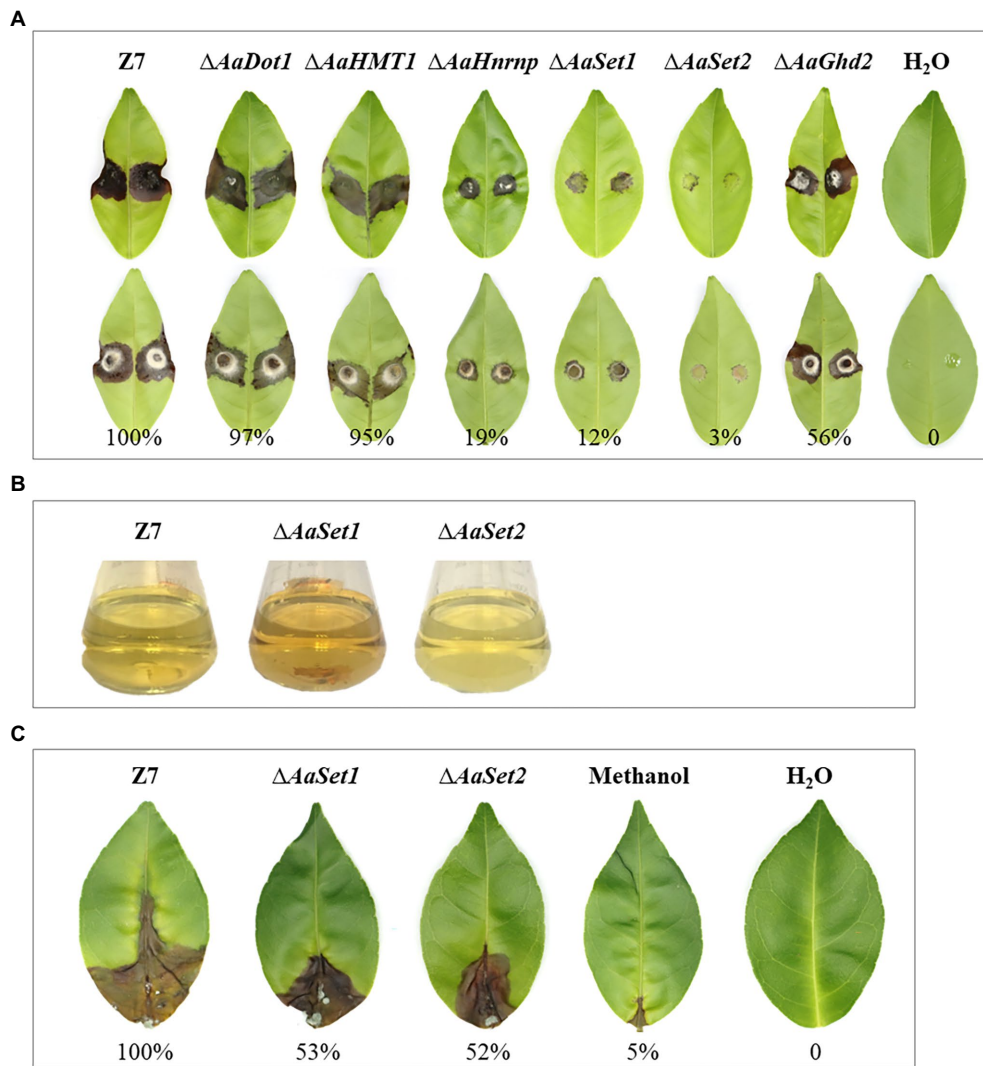 A
Z7 ΔAaDot1 ΔAaHMT1 ΔAaHnrnp ΔAaSet1 ΔAaSet2 ΔAaGhd2 H₂O
100% 97% 95% 19% 12% 3% 56% 0
B
Z7 ΔAaSet1 ΔAaSet2
C
Z7 ΔAaSet1 ΔAaSet2 Methanol H₂O
100% 53% 52% 5% 0